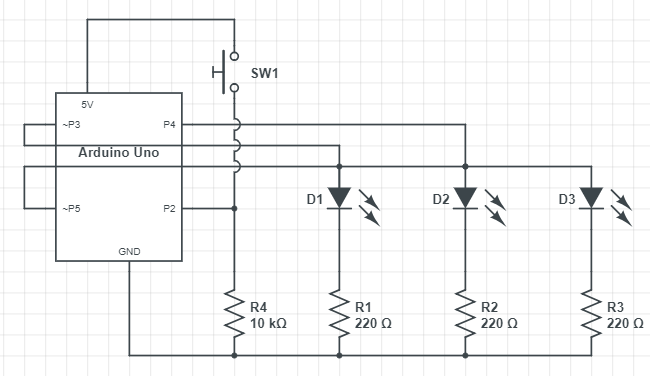 SW1
5V
~P3
P4
Arduino Uno
D1
D2
D3
~P5
P2
GND
R4
10 kΩ
R1
220 Ω
R2
220 Ω
R3
220 Ω